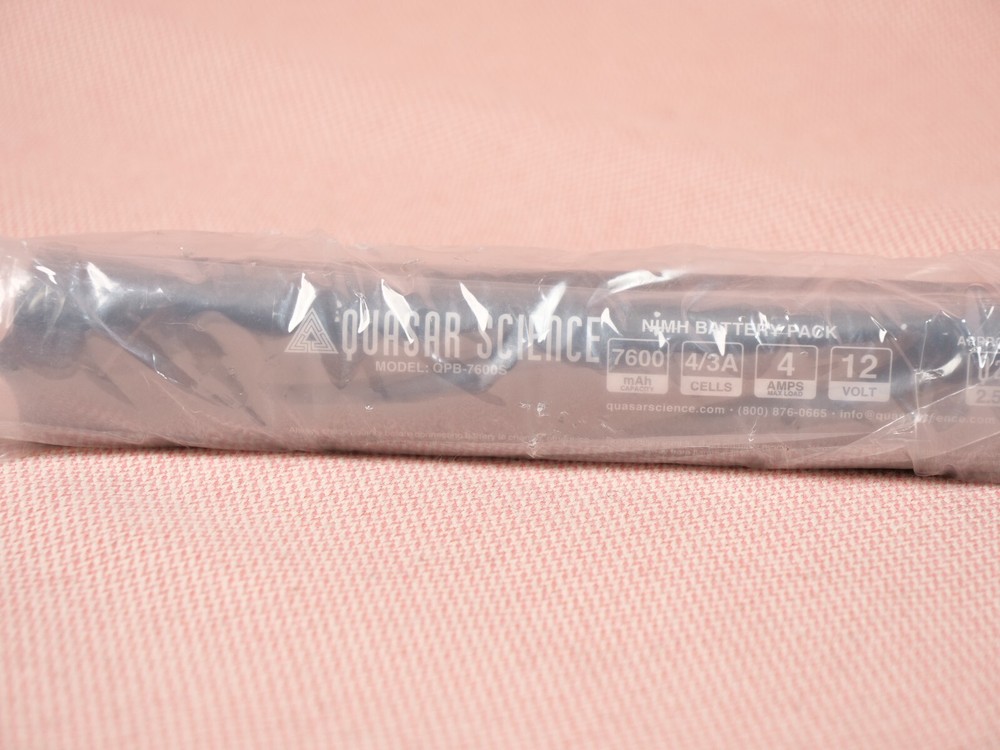 QUASAR SCIENCE
MODEL: QPB-7600S
NIMH BATTERY PACK
7600 mAh CAPACITY
4/3A CELLS
4 AMPS MAX LOAD
12 VOLT
quasarscience.com • (800) 876-0665 •